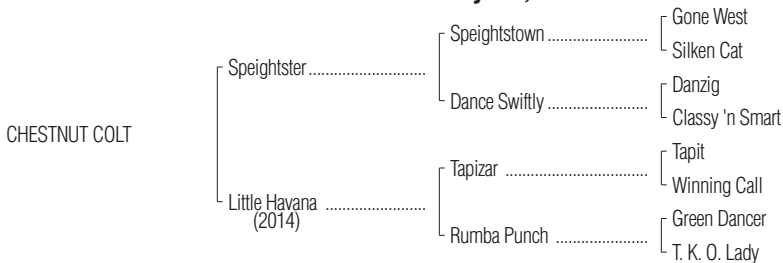 Gone West
Speightstown
Silken Cat
Speightster
Danzig
Dance Swiftly
Classy 'n Smart
CHESTNUT COLT
Tapit
Tapizar
Winning Call
Little Havana
(2014)
Green Dancer
Rumba Punch
T. K. O. Lady